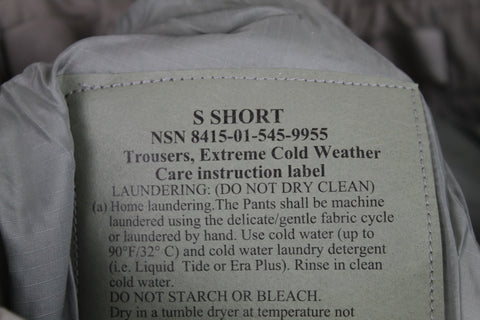 S SHORT
NSN 8415-01-545-9955
Trousers, Extreme Cold Weather
Care instruction label
LAUNDERING: (DO NOT DRY CLEAN)
(a) Home laundering.The Pants shall be machine
laundered using the delicate/gentle fabric cycle
or laundered by hand. Use cold water (up to
90°F/32° C) and cold water laundry detergent
(i.e. Liquid Tide or Era Plus). Rinse in clean
cold water.
DO NOT STARCH OR BLEACH.
Dry in a tumble dryer at temperature not